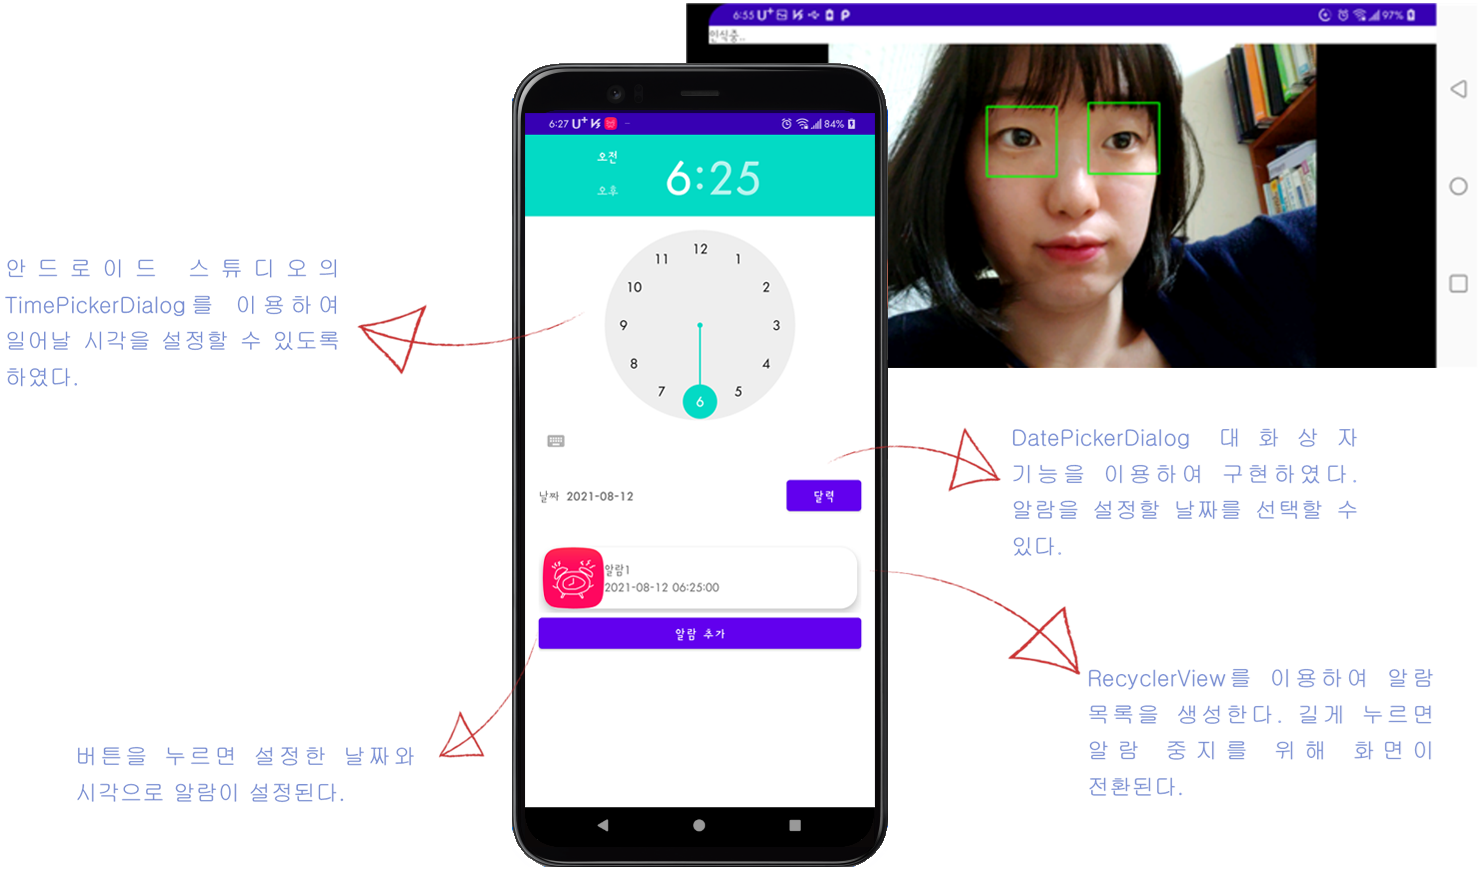 6:55 U+
97%
인식중..
6:27 U+
84%
오전
오후
6:25
12
11
1
10
2
9
3
8
4
7
5
6
안드로이드 스튜디오의
TimePickerDialog를 이용하여
일어날 시각을 설정할 수 있도록
하였다.
DatePickerDialog 대화상자
기능을 이용하여 구현하였다.
알람을 설정할 날짜를 선택할 수
있다.
날짜 2021-08-12
달력
알람1
2021-08-12 06:25:00
알람 추가
RecyclerView를 이용하여 알람
목록을 생성한다. 길게 누르면
알람 중지를 위해 화면이
전환된다.
버튼을 누르면 설정한 날짜와
시각으로 알람이 설정된다.